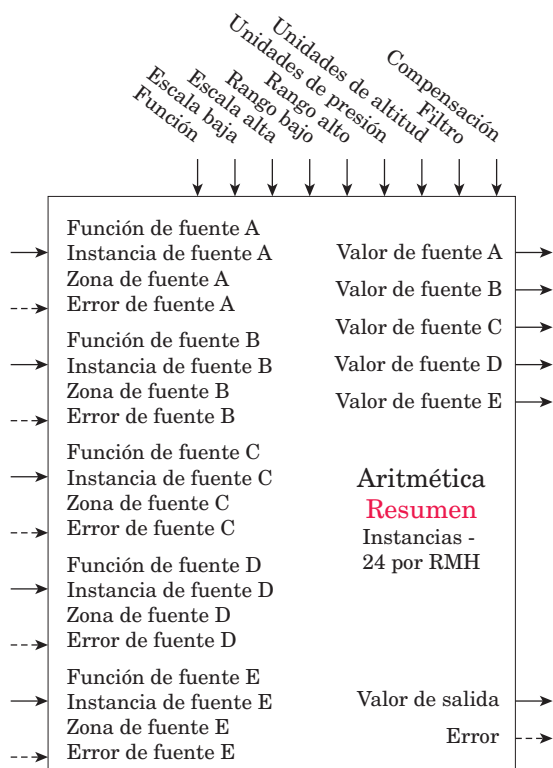 Función
Escala baja
Escala alta
Rango bajo
Rango alto
Unidades de presión
Unidades de altitud
Filtro
Compensación
Función de fuente A
Instancia de fuente A
Zona de fuente A
Error de fuente A
Función de fuente B
Instancia de fuente B
Zona de fuente B
Error de fuente B
Función de fuente C
Instancia de fuente C
Zona de fuente C
Error de fuente C
Función de fuente D
Instancia de fuente D
Zona de fuente D
Error de fuente D
Función de fuente E
Instancia de fuente E
Zona de fuente E
Error de fuente E
Valor de fuente A
Valor de fuente B
Valor de fuente C
Valor de fuente D
Valor de fuente E
Aritmética
Resumen
Instancias -
24 por RMH
Valor de salida
Error